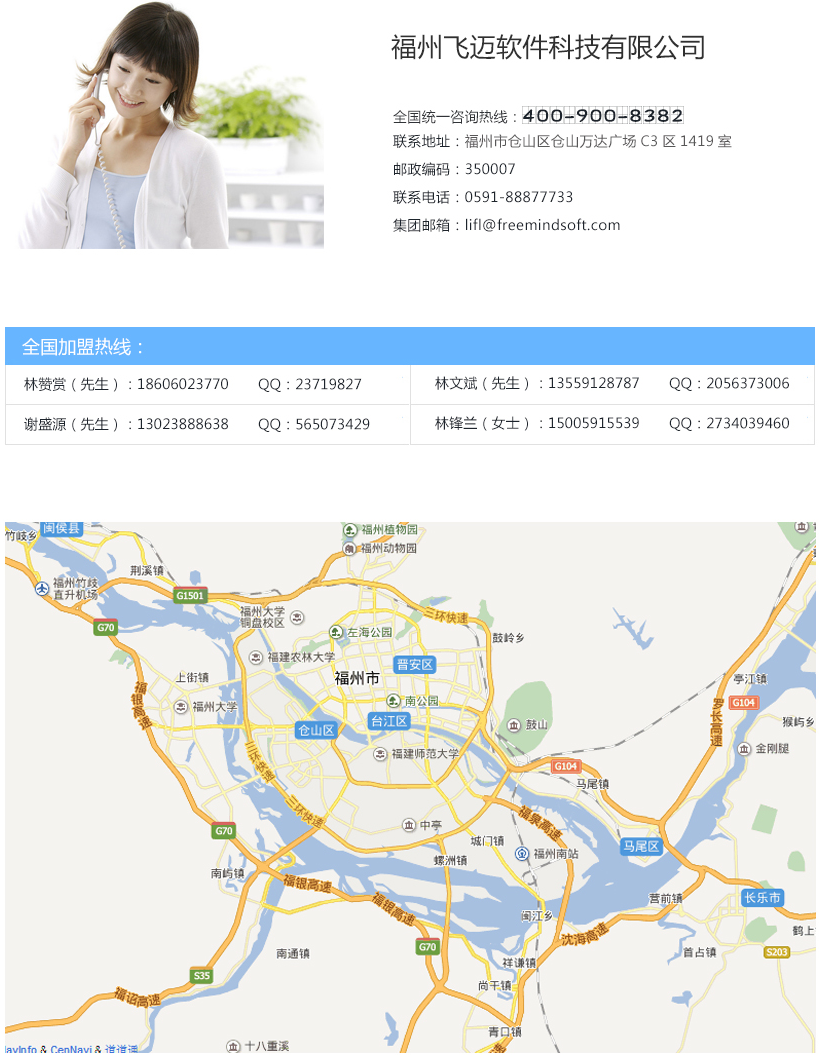 福州飞迈软件科技有限公司
全国统一咨询热线：400-900-8382
联系地址：福州市仓山区仓山万达广场 C3 区 1419 室
邮政编码：350007
联系电话：0591-88877733
集团邮箱：lifl@freemindsoft.com
全国加盟热线：
林赞赏（先生）：18606023770 QQ：23719827
林文斌（先生）：13559128787 QQ：2056373006
谢盛源（先生）：13023888638 QQ：565073429
林锋兰（女士）：15005915539 QQ：2734039460
闽侯县
福州植物园
竹岐乡
福州动物园
荆溪镇
福州竹岐
直升机场
G1501
福州大学
铜盘校区
三环快速
G70
左海公园
鼓岭乡
福建农林大学
晋安区
上街镇
福州市
亭江镇
福银高速
福州大学
南公园
G104
罗长高速
台江区
猴屿乡
仓山区
鼓山
金刚腿
三环快速
福建师范大学
G104
马尾镇
三环快速
福泉高速
G70
中亭
城门镇
马尾区
螺洲镇
福州南站
南屿镇
福银高速
福银高速
营前镇
长乐市
闽江乡
鹤上
沈海高速
G70
南通镇
首占镇
S203
祥谦镇
S35
尚干镇
福诏高速
青口镇
十八重溪
avInfo & CenNavi & 道道通